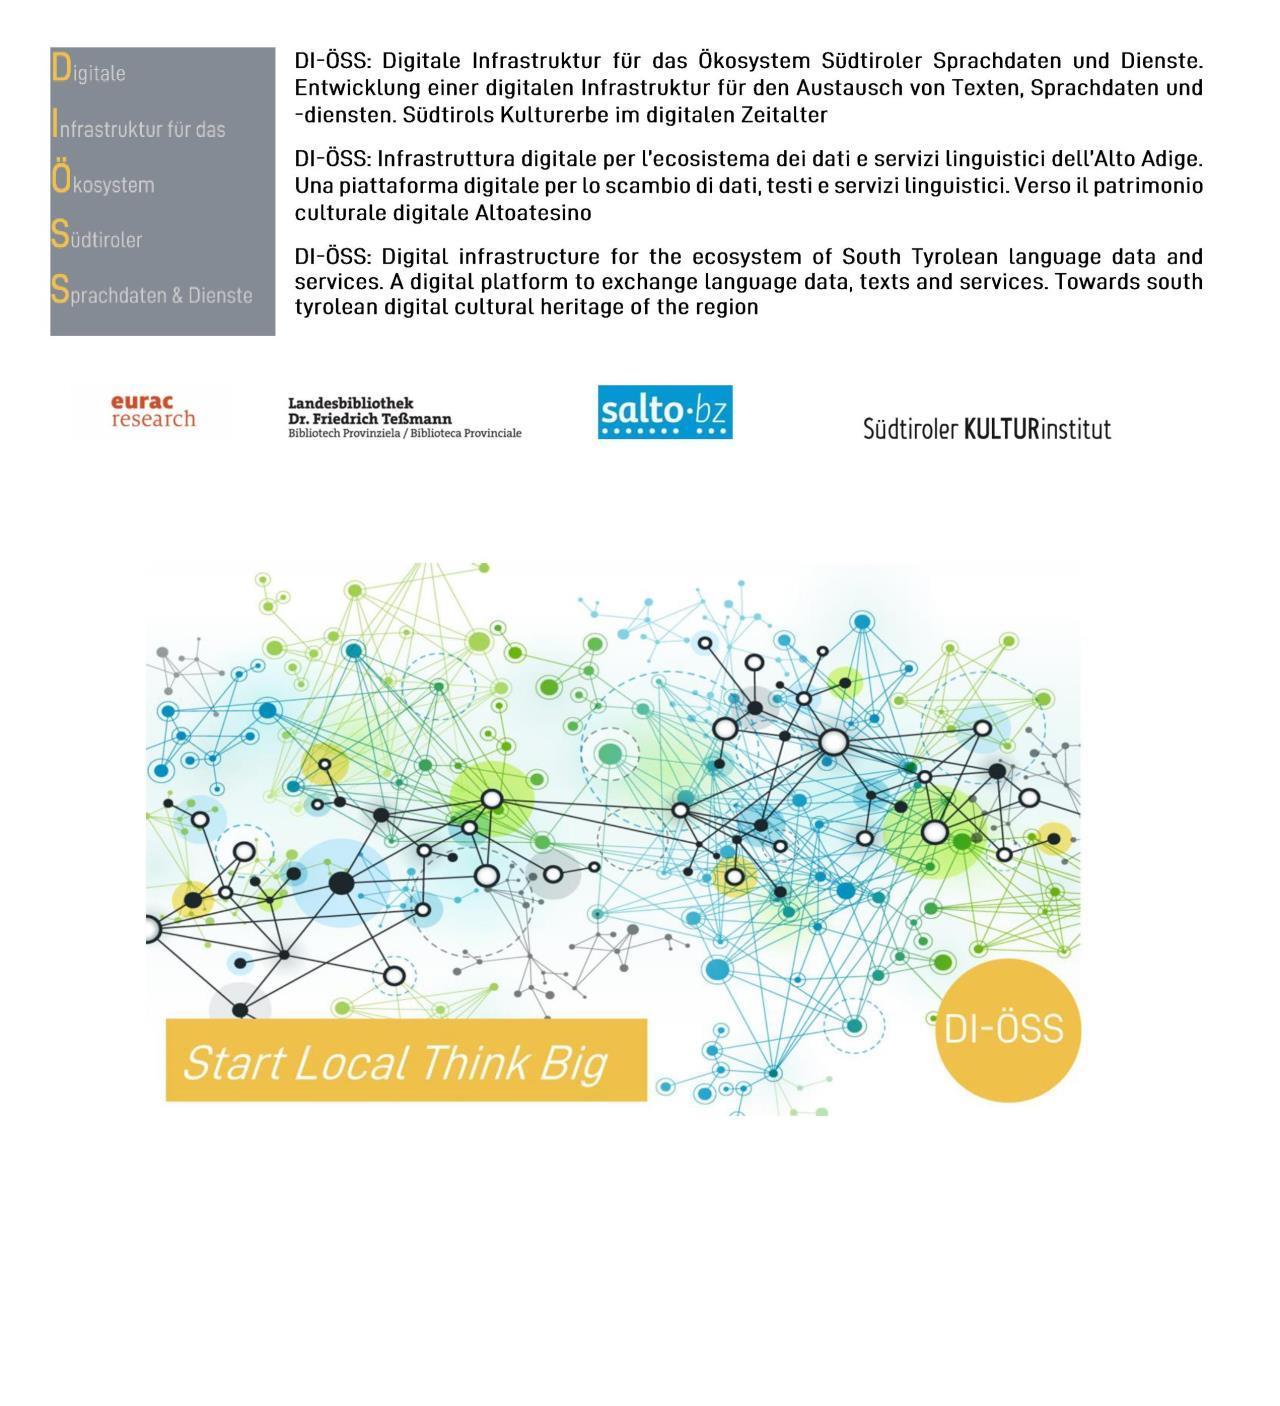 Digitale
Infrastruktur für das
Ökosystem
Südtiroler
Sprachdaten & Dienste
DI-ÖSS: Digitale Infrastruktur für das Ökosystem Südtiroler Sprachdaten und Dienste.
Entwicklung einer digitalen Infrastruktur für den Austausch von Texten, Sprachdaten und
-diensten. Südtirols Kulturerbe im digitalen Zeitalter
DI-ÖSS: Infrastruttura digitale per l'ecosistema dei dati e servizi linguistici dell'Alto Adige.
Una piattaforma digitale per lo scambio di dati, testi e servizi linguistici. Verso il patrimonio
culturale digitale Altoatesino
DI-ÖSS: Digital infrastructure for the ecosystem of South Tyrolean language data and
services. A digital platform to exchange language data, texts and services. Towards south
tyrolean digital cultural heritage of the region
eurac
research
Landesbibliothek
Dr. Friedrich Teßmann
Bibliotech Provinziela / Biblioteca Provinciale
salto·bz
Südtiroler KULTURinstitut
Start Local Think Big
DI-ÖSS